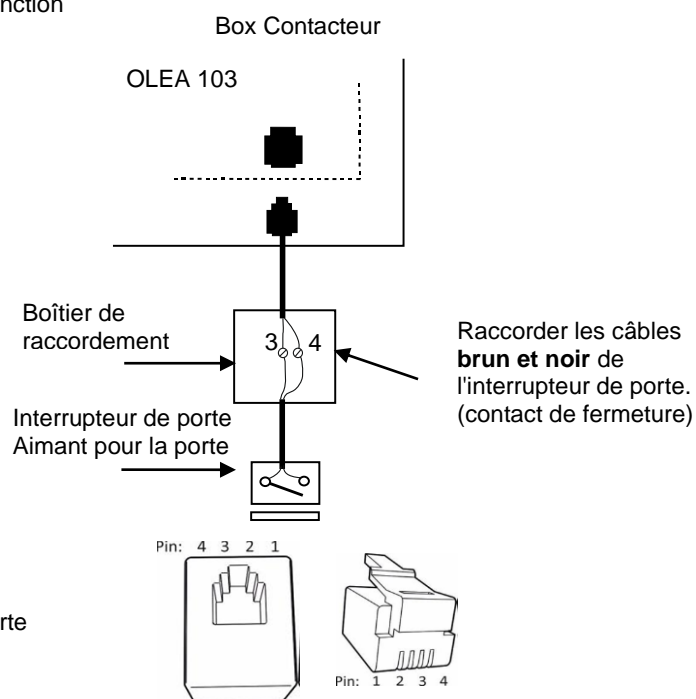 nction
Box Contacteur
OLEA 103
Boîtier de
raccordement
3 4
Raccorder les câbles
brun et noir de
l'interrupteur de porte.
(contact de fermeture)
Interrupteur de porte
Aimant pour la porte
Pin: 4 3 2 1
rte
Pin: 1 2 3 4